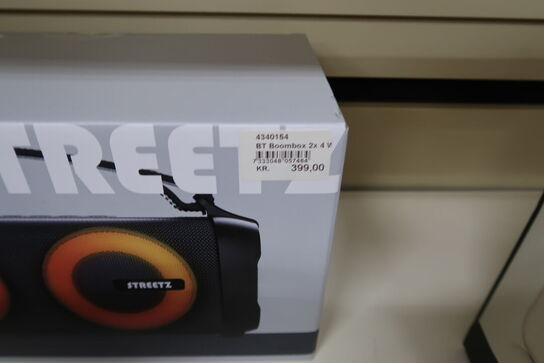 STREETZ
4340154
BT Boombox 2x 4 W
7 333048 057464
KR. 399,00
STREETZ